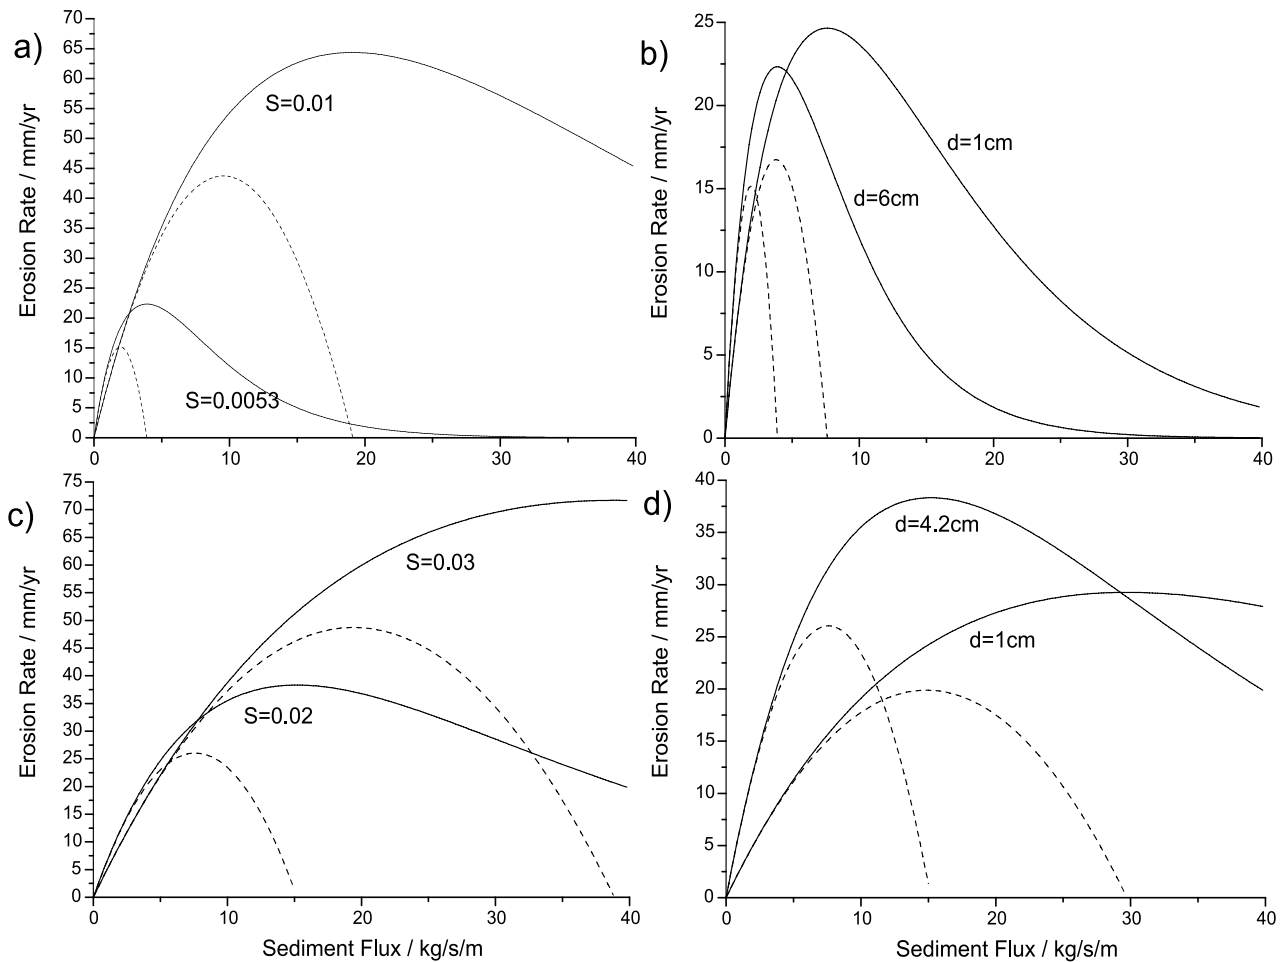 a)
Erosion Rate / mm/yr
70
65
60
55
50
45
40
35
30
25
20
15
10
5
0
S=0.01
S=0.0053
0 10 20 30 40
b)
Erosion Rate / mm/yr
25
20
15
10
5
0
d=1cm
d=6cm
0 10 20 30 40
c)
Erosion Rate / mm/yr
75
70
65
60
55
50
45
40
35
30
25
20
15
10
5
0
S=0.03
S=0.02
0 10 20 30 40
Sediment Flux / kg/s/m
d)
Erosion Rate / mm/yr
40
35
30
25
20
15
10
5
0
d=4.2cm
d=1cm
0 10 20 30 40
Sediment Flux / kg/s/m